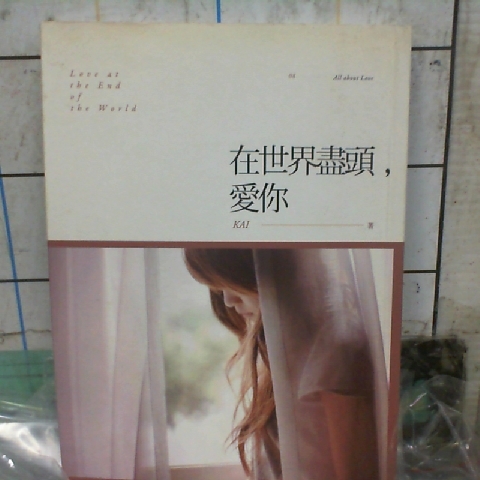 Love at
the End
of
the World
All about Love
在世界盡頭，
愛你
KAI
著